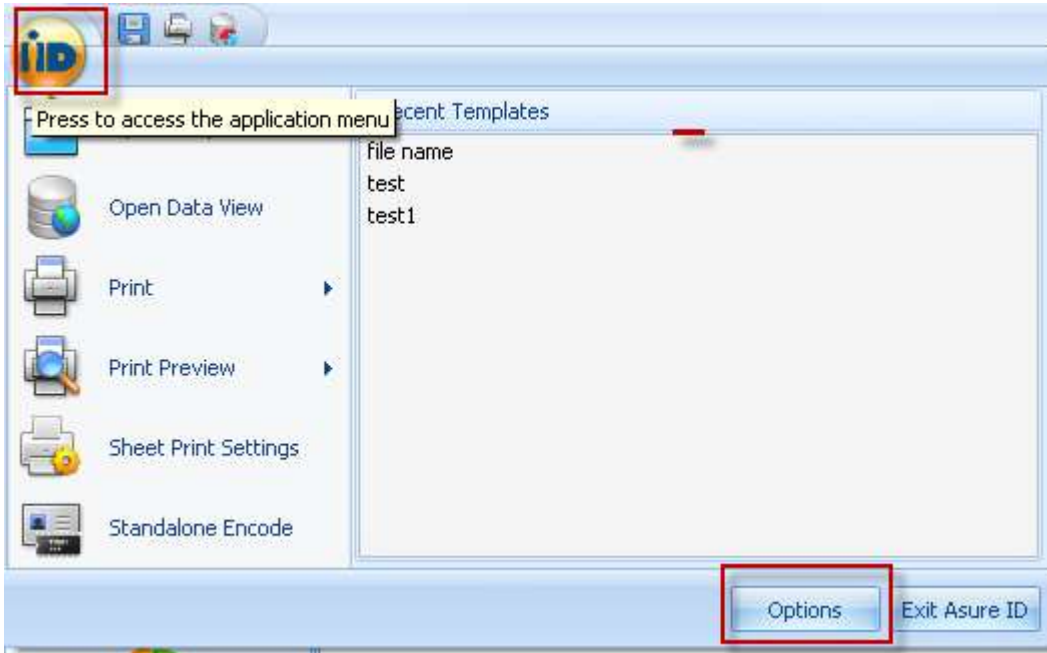 iiD
Press to access the application menu
ecent Templates
file name
test
test1
Open Data View
Print
Print Preview
Sheet Print Settings
Standalone Encode
Options
Exit Asure ID